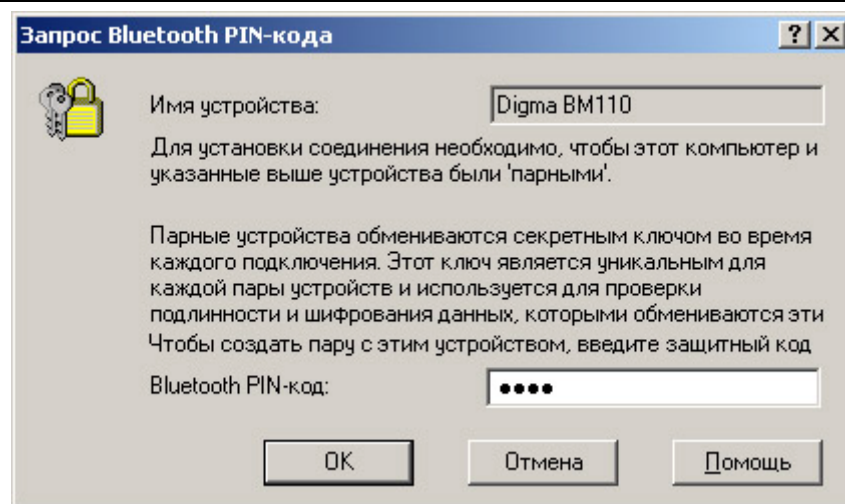 Запрос Bluetooth PIN-кода
Имя устройства: Digma BM110
Для установки соединения необходимо, чтобы этот компьютер и
указанные выше устройства были 'парными'.
Парные устройства обмениваются секретным ключом во время
каждого подключения. Этот ключ является уникальным для
каждой пары устройств и используется для проверки
подлинности и шифрования данных, которыми обмениваются эти
Чтобы создать пару с этим устройством, введите защитный код
Bluetooth PIN-код: ••••
OK Отмена Помощь